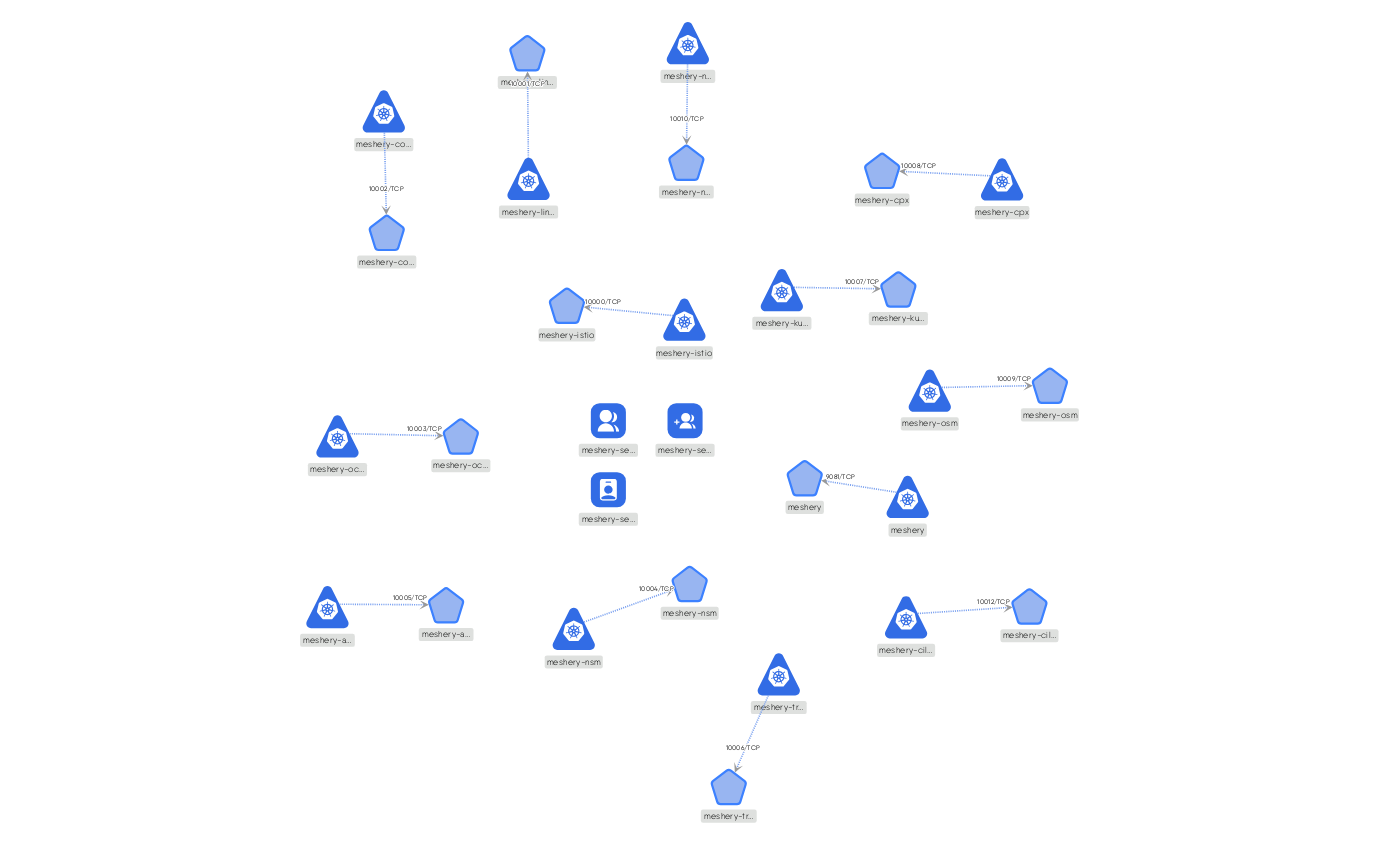 meshery-n...
10001/TCP
10010/TCP
meshery-co...
10002/TCP
meshery-lin...
meshery-n...
10008/TCP
meshery-cpx
meshery-cpx
meshery-co...
10007/TCP
meshery-ku...
meshery-ku...
10000/TCP
meshery-istio
meshery-istio
10009/TCP
meshery-osm
meshery-osm
10003/TCP
meshery-oc...
meshery-oc...
meshery-se...
meshery-se...
meshery-se...
9081/TCP
meshery
meshery
10005/TCP
meshery-a...
meshery-a...
10004/TCP
meshery-nsm
meshery-nsm
10012/TCP
meshery-cil...
meshery-cil...
meshery-tr...
10006/TCP
meshery-tr...